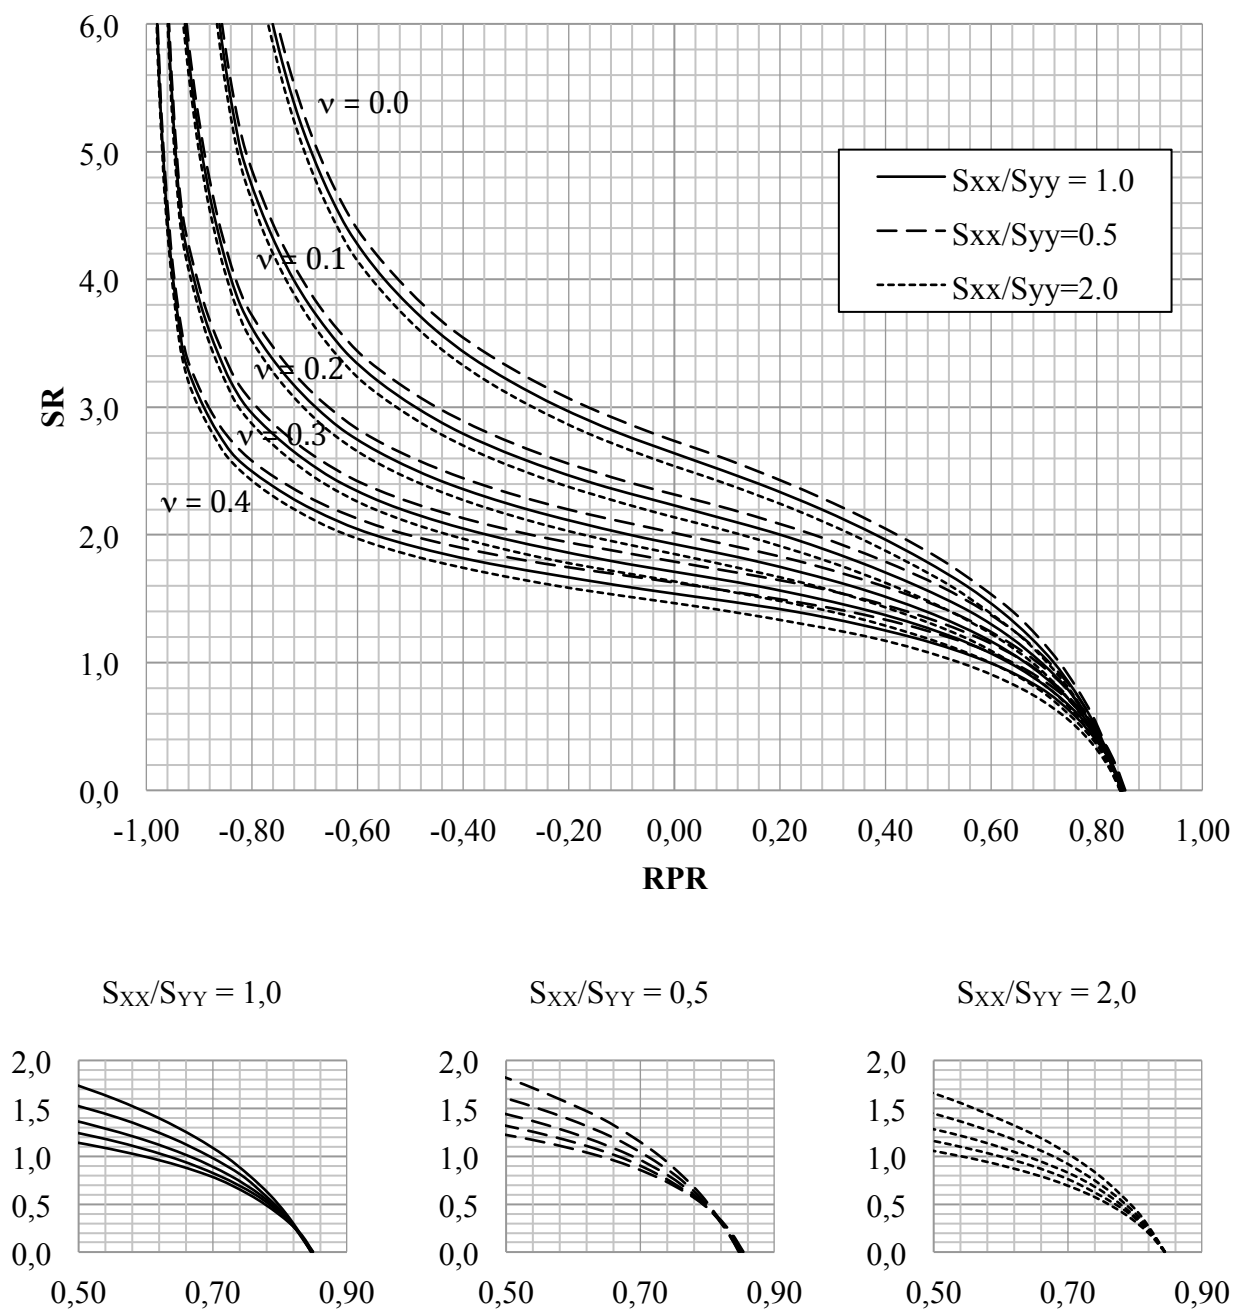 6,0
5,0
4,0
3,0
2,0
1,0
0,0
SR
ν = 0.0
ν = 0.1
ν = 0.2
ν = 0.3
ν = 0.4
Sxx/Syy = 1.0
Sxx/Syy=0.5
Sxx/Syy=2.0
-1,00 -0,80 -0,60 -0,40 -0,20 0,00 0,20 0,40 0,60 0,80 1,00
RPR
SXX/SYY = 1,0
2,0
1,5
1,0
0,5
0,0
0,50 0,70 0,90
SXX/SYY = 0,5
2,0
1,5
1,0
0,5
0,0
0,50 0,70 0,90
SXX/SYY = 2,0
2,0
1,5
1,0
0,5
0,0
0,50 0,70 0,90